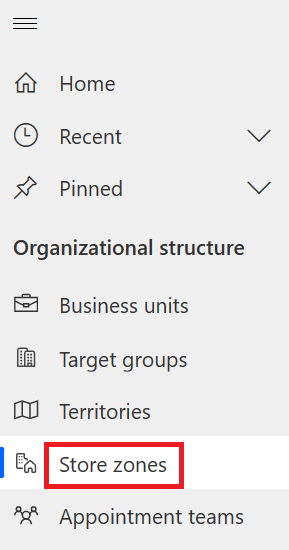 Home
Recent
Pinned
Organizational structure
Business units
Target groups
Territories
Store zones
Appointment teams